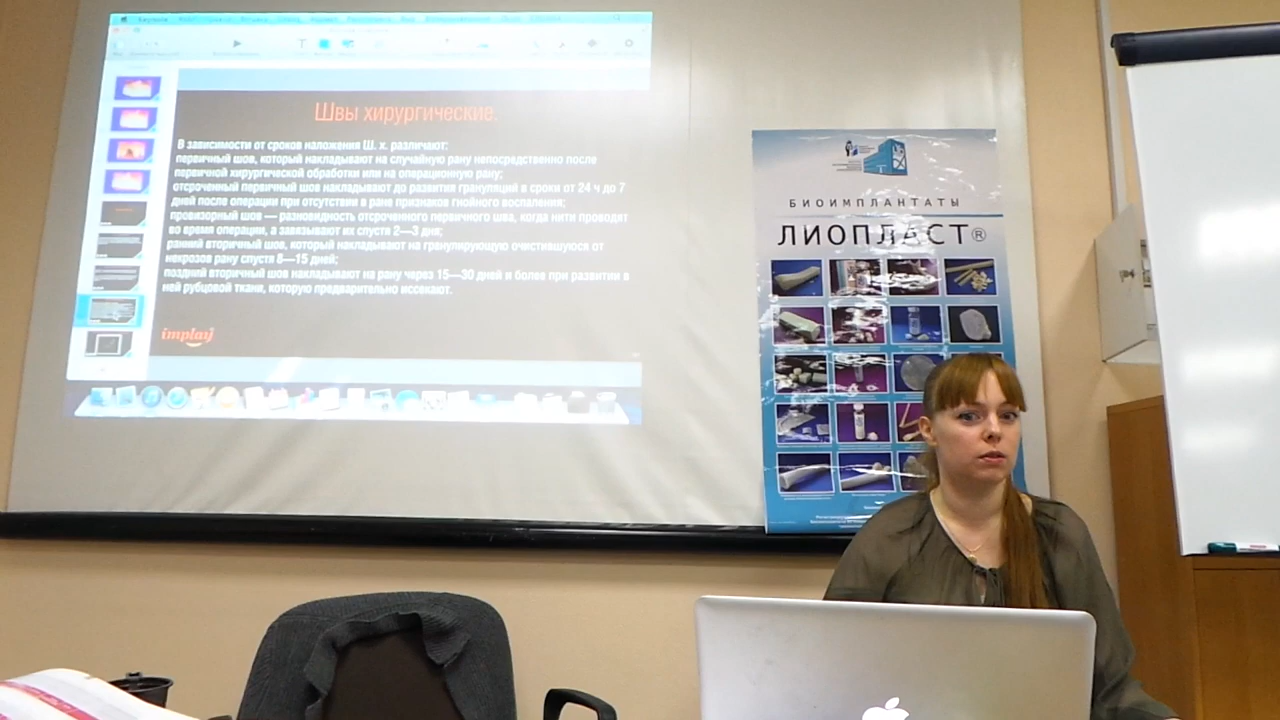 Швы хирургические.
В зависимости от сроков наложения Ш. х. различают:
первичный шов, который накладывают на случайную рану непосредственно после
первичной хирургической обработки или на операционную рану;
отсроченный первичный шов накладывают до развития грануляций в сроки от 24 ч до 7
дней после операции при отсутствии в ране признаков гнойного воспаления;
провизорный шов — разновидность отсроченного первичного шва, когда нити проводят
во время операции, а завязывают их спустя 2—3 дня;
ранний вторичный шов, который накладывают на гранулирующую очистившуюся от
некрозов рану спустя 8—15 дней;
поздний вторичный шов накладывают на рану через 15—30 дней и более при развитии в
ней рубцовой ткани, которую предварительно иссекают.
implay
БИОИМПЛАНТАТЫ
ЛИОПЛАСТ®